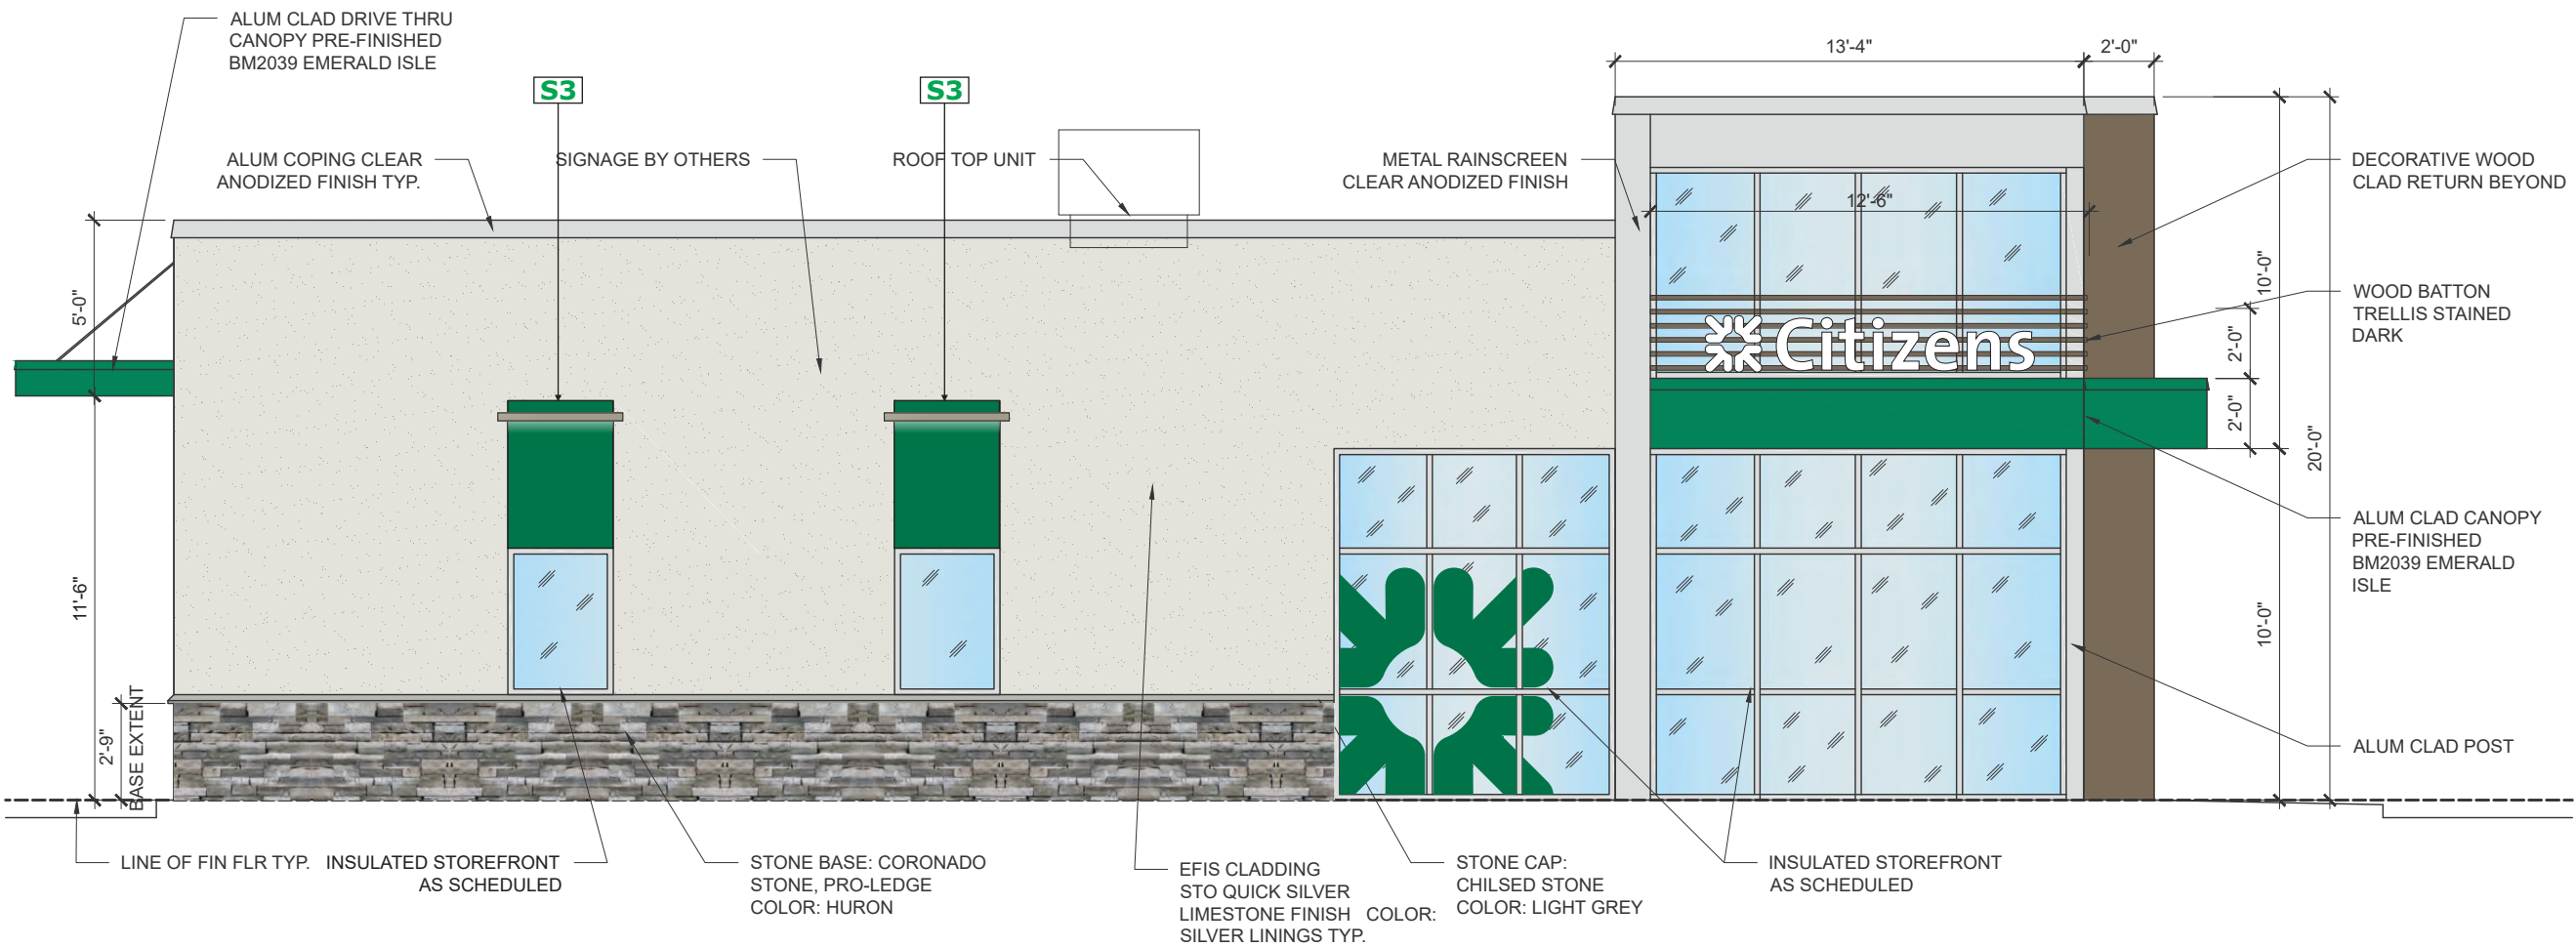 ALUM CLAD DRIVE THRU
CANOPY PRE-FINISHED
BM2039 EMERALD ISLE
S3
S3
13'-4"
2'-0"
ALUM COPING CLEAR
ANODIZED FINISH TYP.
SIGNAGE BY OTHERS
ROOF TOP UNIT
METAL RAINSCREEN
CLEAR ANODIZED FINISH
DECORATIVE WOOD
CLAD RETURN BEYOND
12'-6"
5'-0"
10'-0"
WOOD BATTON
TRELLIS STAINED
DARK
Citizens
2'-0"
2'-0"
20'-0"
ALUM CLAD CANOPY
PRE-FINISHED
BM2039 EMERALD
ISLE
11'-6"
10'-0"
2'-9"
BASE EXTENT
ALUM CLAD POST
LINE OF FIN FLR TYP.
INSULATED STOREFRONT
AS SCHEDULED
STONE BASE: CORONADO
STONE, PRO-LEDGE
COLOR: HURON
EFIS CLADDING
STO QUICK SILVER
LIMESTONE FINISH COLOR:
SILVER LININGS TYP.
STONE CAP:
CHILSED STONE
COLOR: LIGHT GREY
INSULATED STOREFRONT
AS SCHEDULED